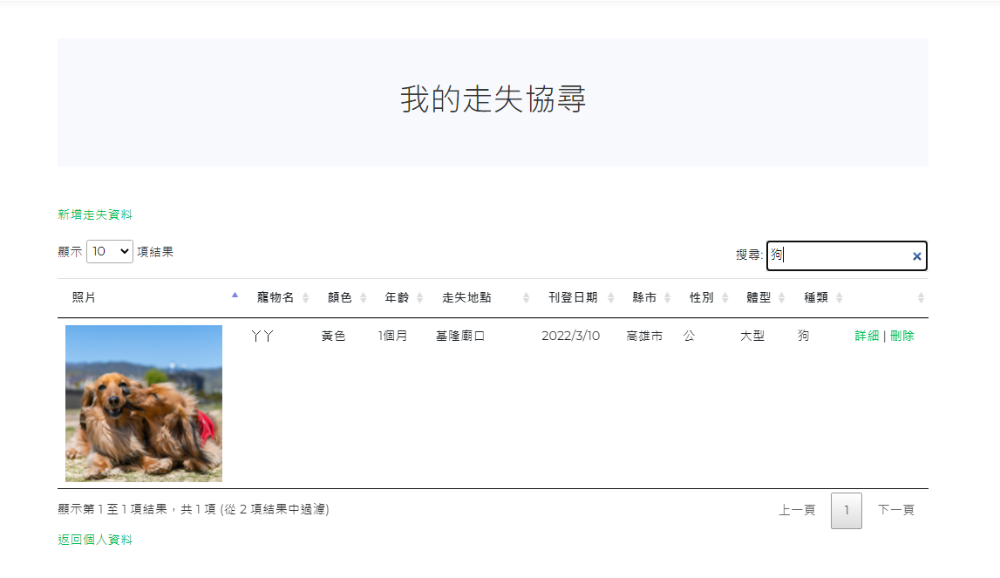 我的走失協尋
新增走失資料
顯示 10 項結果
搜尋: 狗
照片 寵物名 顏色 年齡 走失地點 刊登日期 縣市 性別 體型 種類
丫丫 黃色 1個月 基隆廟口 2022/3/10 高雄市 公 大型 狗 詳細 | 刪除
顯示第 1 至 1 項結果，共 1 項 (從 2 項結果中過濾)
上一頁 1 下一頁
返回個人資料